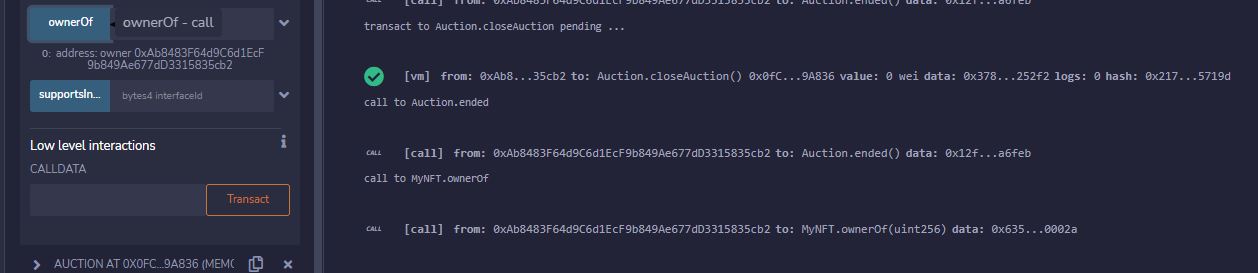 ownerOf
ownerOf - call
0: address: owner 0xAb8483F64d9C6d1EcF
9b849Ae677dD3315835cb2
supportsIn...
bytes4 interfaceId
Low level interactions
CALLDATA
Transact
AUCTION AT 0X0FC...9A836 (MEMO
CALL [call] from: 0xAb8483F64d9C6d1EcF9b849Ae677dD3315835cb2 to: Auction.ended() data: 0x12f...a6feb
transact to Auction.closeAuction pending ...
[vm] from: 0xAb8...35cb2 to: Auction.closeAuction() 0x0fC...9A836 value: 0 wei data: 0x378...252f2 logs: 0 hash: 0x217...5719d
call to Auction.ended
CALL [call] from: 0xAb8483F64d9C6d1EcF9b849Ae677dD3315835cb2 to: Auction.ended() data: 0x12f...a6feb
call to MyNFT.ownerOf
CALL [call] from: 0xAb8483F64d9C6d1EcF9b849Ae677dD3315835cb2 to: MyNFT.ownerOf(uint256) data: 0x635...0002a